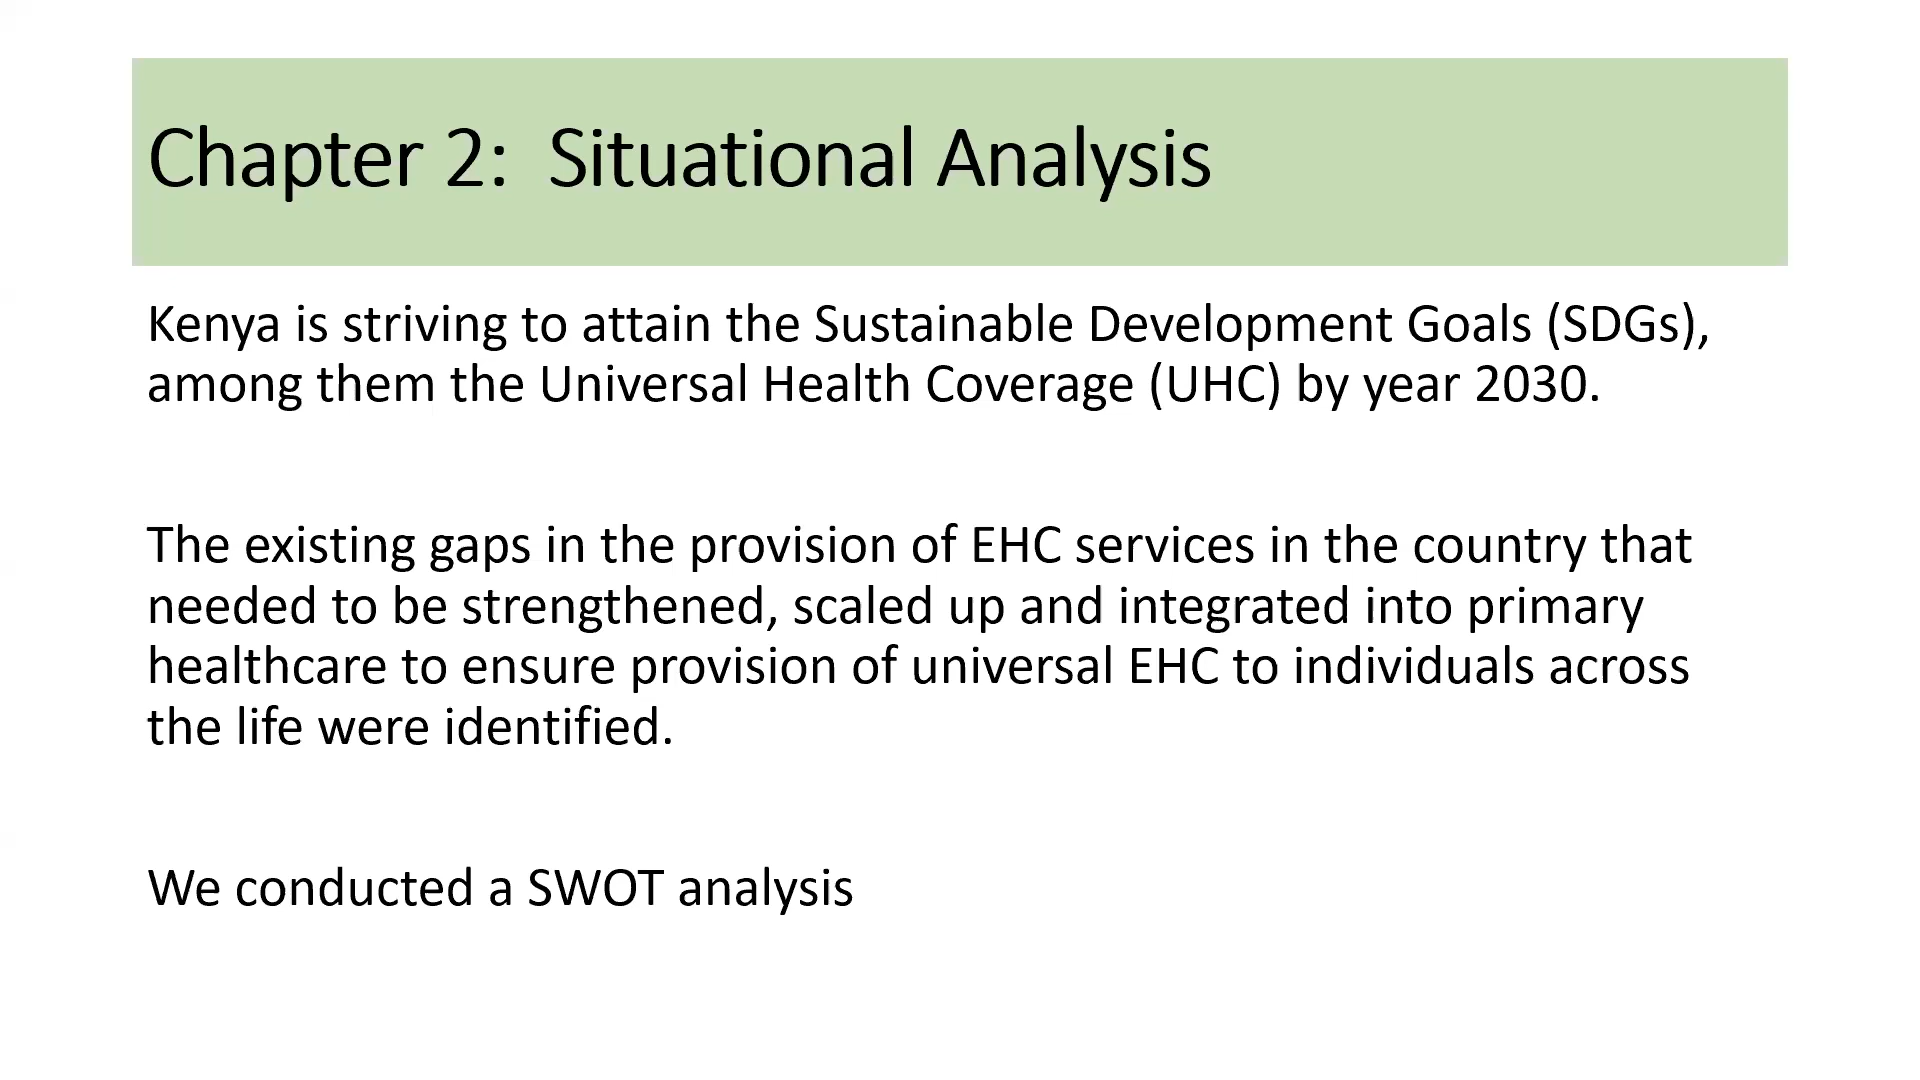 Chapter 2:  Situational Analysis
Kenya is striving to attain the Sustainable Development Goals (SDGs),
among them the Universal Health Coverage (UHC) by year 2030.
The existing gaps in the provision of EHC services in the country that
needed to be strengthened, scaled up and integrated into primary
healthcare to ensure provision of universal EHC to individuals across
the life were identified.
We conducted a SWOT analysis